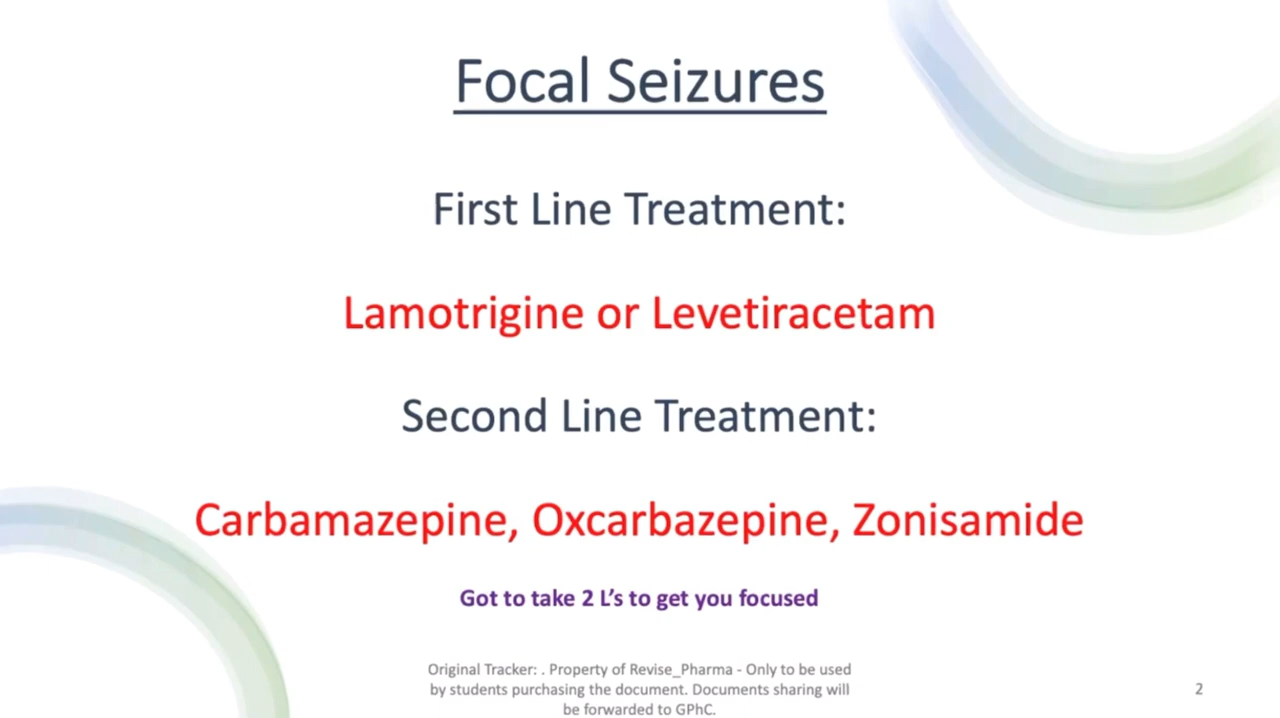 Focal Seizures
First Line Treatment:
Lamotrigine or Levetiracetam
Second Line Treatment:
Carbamazepine, Oxcarbazepine, Zonisamide
Got to take 2 L’s to get you focused
Original Tracker: . Property of Revise_Pharma - Only to be used
by students purchasing the document. Documents sharing will
be forwarded to GPhC.
2